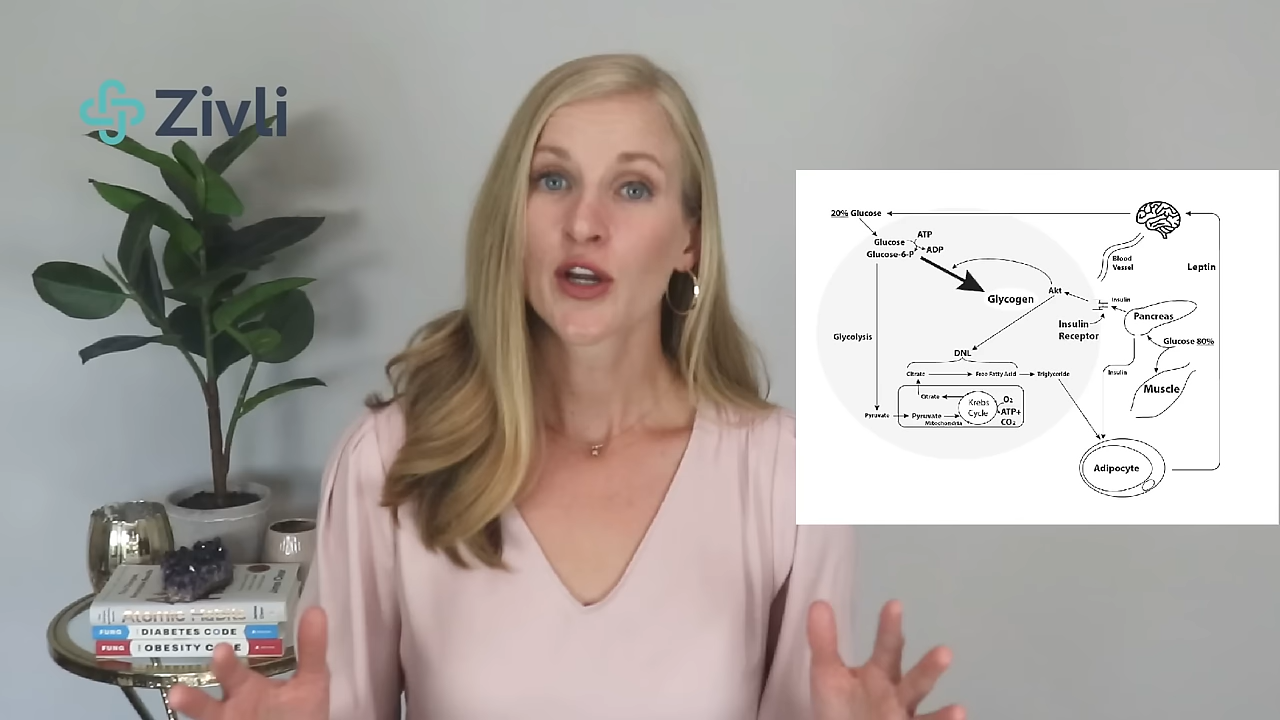 Zivli
20% Glucose
ATP
Glucose
ADP
Glucose-6-P
Blood
Vessel
Leptin
Akt
Glycogen
Insulin
Pancreas
Insulin
Receptor
Glycolysis
Glucose 80%
DNL
Citrate
Free Fatty Acid
Triglyceride
Insulin
Muscle
Citrate
Krebs
Cycle
O₂
ATP+
CO₂
Pyruvate
Pyruvate
Mitochondria
Adipocyte
Atomic Habits
FUNG
DIABETES CODE
FUNG
OBESITY CODE